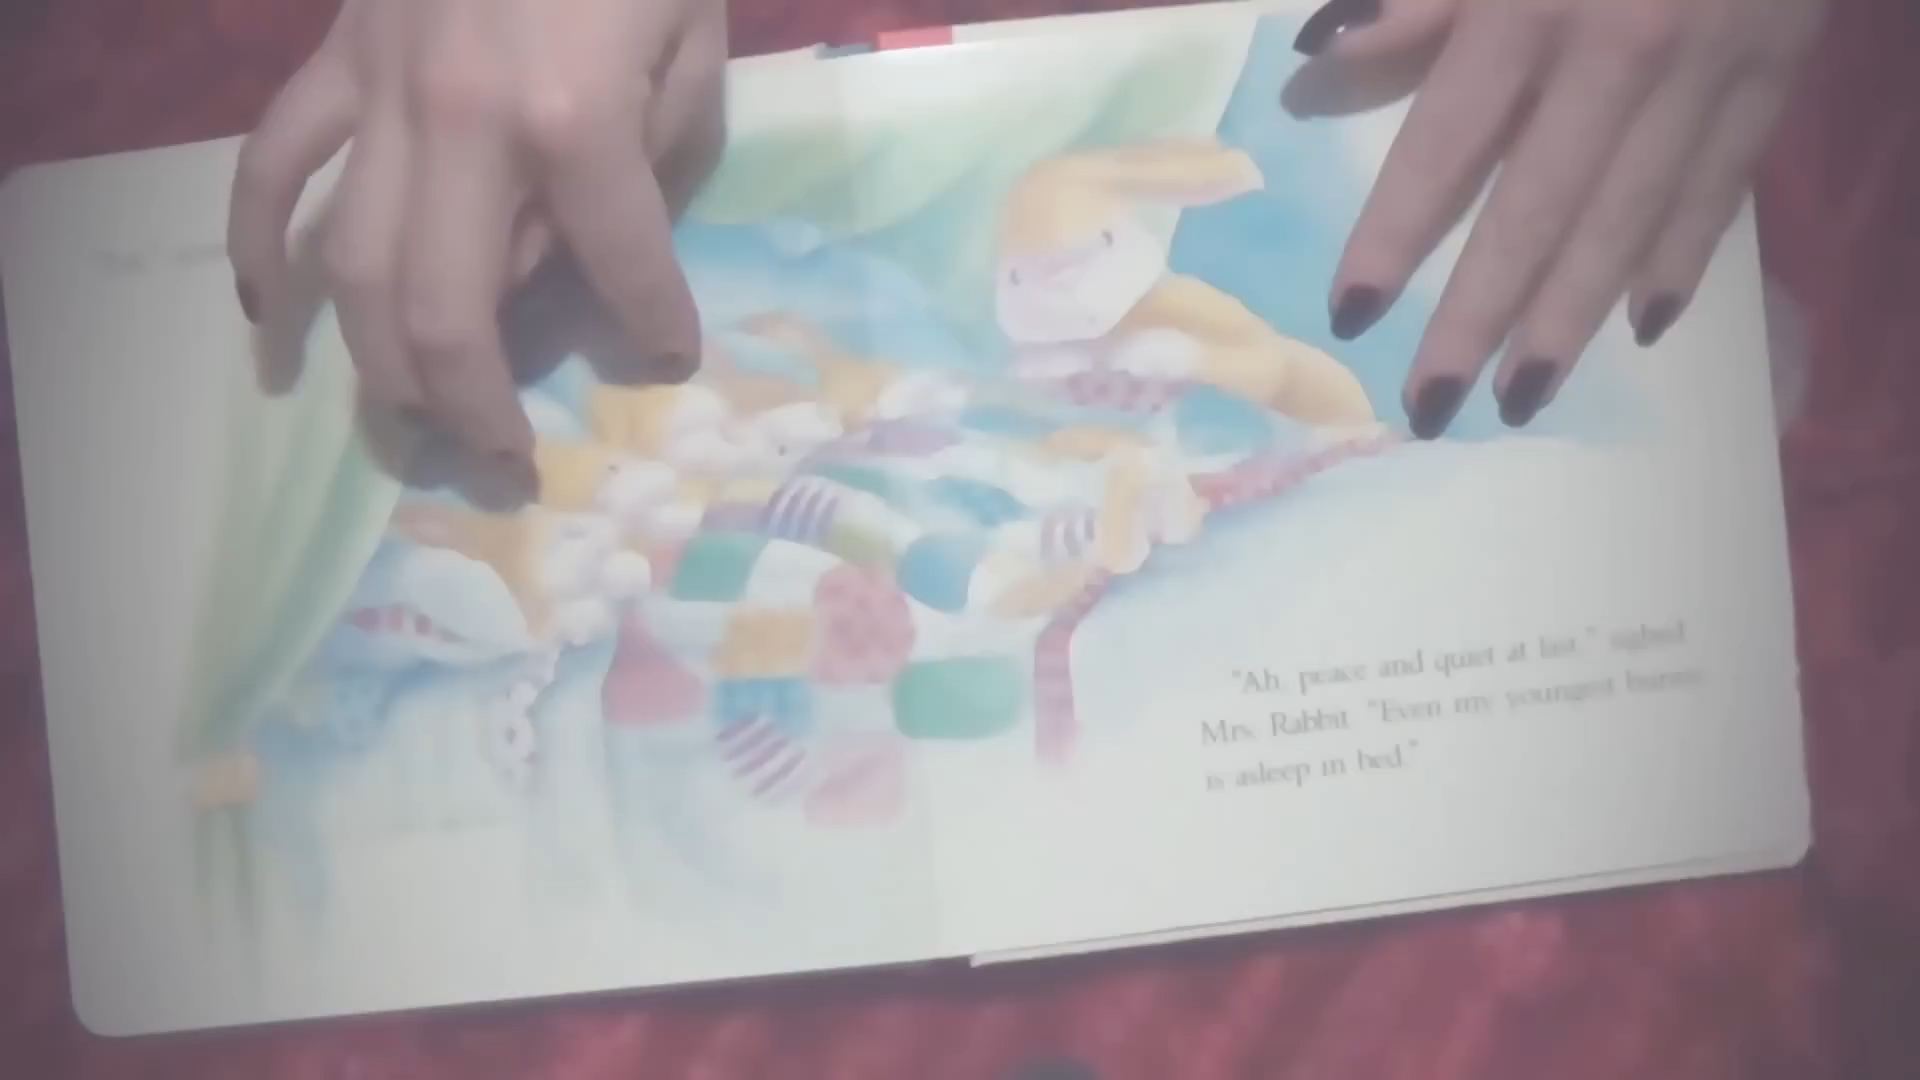 "Ah, peace and quiet at last," sighed
Mrs. Rabbit. "Even my youngest bunny
is asleep in bed."